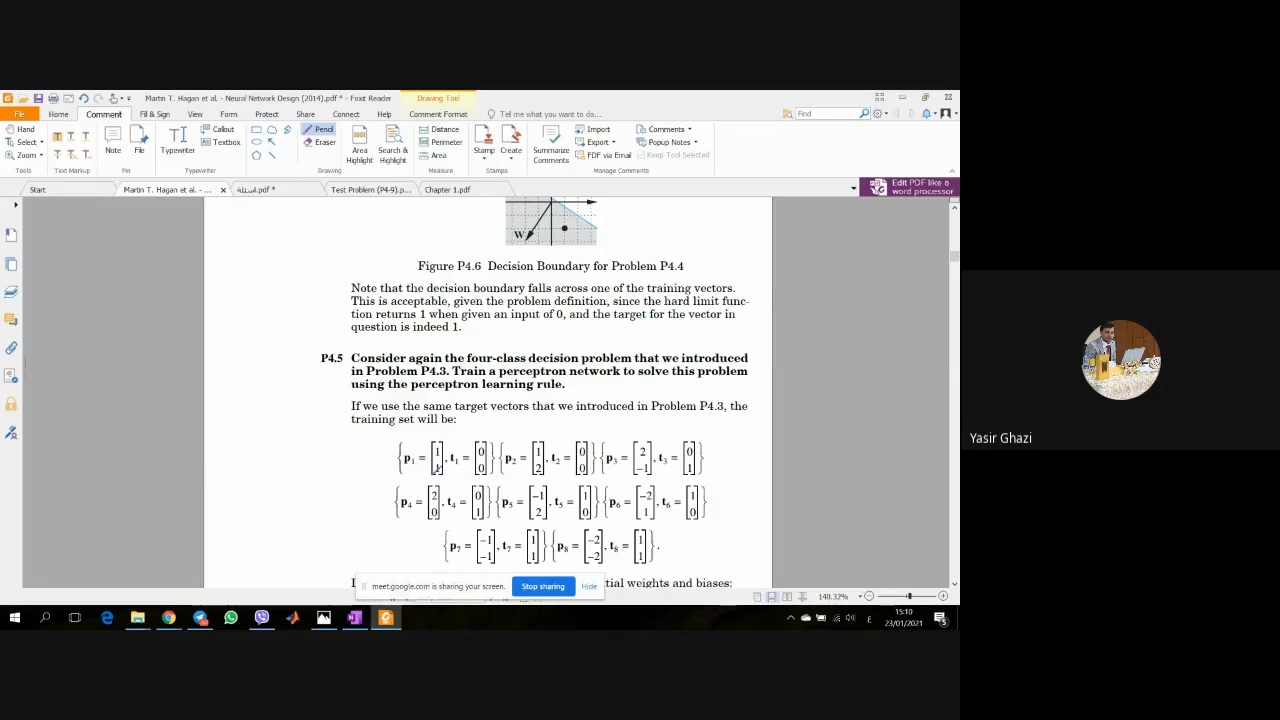 Martin T. Hagan et al. - Neural Network Design (2014).pdf * - Foxit Reader
Drawing Tool
File Home Comment Fill & Sign View Form Protect Share Connect Help Comment Format Tell me what you want to do... Find
Hand
Select
Zoom
Tools
Text Markup
Note
File
Pin
Typewriter
Callout
Textbox
Typewriter
Pencil
Eraser
Drawing
Area Highlight
Search & Highlight
Distance
Perimeter
Area
Measure
Stamp
Create
Stamps
Summarize Comments
Import
Export
FDF via Email
Comments
Popup Notes
Keep Tool Selected
Manage Comments
Start
Martin T. Hagan et al. - ...
اسئلة.pdf *
Test Problem (P4-9).p...
Chapter 1.pdf
Edit PDF like a word processor
W
Figure P4.6 Decision Boundary for Problem P4.4
Note that the decision boundary falls across one of the training vectors.
This is acceptable, given the problem definition, since the hard limit func-
tion returns 1 when given an input of 0, and the target for the vector in
question is indeed 1.
P4.5 Consider again the four-class decision problem that we introduced
in Problem P4.3. Train a perceptron network to solve this problem
using the perceptron learning rule.
If we use the same target vectors that we introduced in Problem P4.3, the
training set will be:
{p1 = [1 1], t1 = [0 0]} {p2 = [1 2], t2 = [0 0]} {p3 = [2 −1], t3 = [0 1]}
{p4 = [2 0], t4 = [0 1]} {p5 = [−1 2], t5 = [1 0]} {p6 = [−2 1], t6 = [1 0]}
{p7 = [−1 −1], t7 = [1 1]} {p8 = [−2 −2], t8 = [1 1]}.
tial weights and biases:
meet.google.com is sharing your screen. Stop sharing Hide
140.32%
15:10
23/01/2021
ع
5
Yasir Ghazi